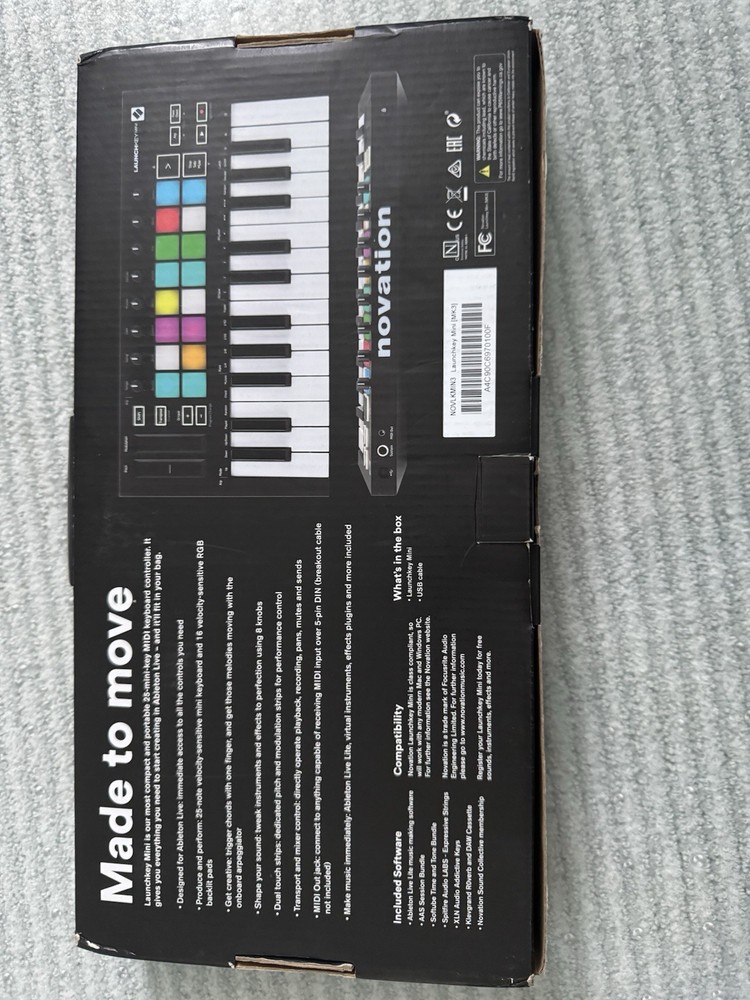 Made to move
Launchkey Mini is our most compact and portable 25-mini-key MIDI keyboard controller. It
gives you everything you need to start creating in Ableton Live – and it'll fit in your bag.
• Designed for Ableton Live: immediate access to all the controls you need
• Produce and perform: 25-note velocity-sensitive mini keyboard and 16 velocity-sensitive RGB
backlit pads
• Get creative: trigger chords with one finger, and get those melodies moving with the
onboard arpeggiator
• Shape your sound: tweak instruments and effects to perfection using 8 knobs
• Dual touch strips: dedicated pitch and modulation strips for performance control
• Transport and mixer control: directly operate playback, recording, pans, mutes and sends
• MIDI Out jack: connect to anything capable of receiving MIDI input over 5-pin DIN (breakout cable
not included)
• Make music immediately: Ableton Live Lite, virtual instruments, effects plugins and more included
Included Software
• Ableton Live Lite music making software
• AAS Session Bundle
• Softube Time and Tone Bundle
• Spitfire Audio LABS - Expressive Strings
• XLN Audio Addictive Keys
• Klevgrand R0verb and DAW Cassette
• Novation Sound Collective membership
Compatibility
Novation Launchkey Mini is class compliant, so
will work with any modern Mac and Windows PC.
For further information see the Novation website.
Novation is a trade mark of Focusrite Audio
Engineering Limited. For further information
please go to www.novationmusic.com
Register your Launchkey Mini today for free
sounds, instruments, effects and more.
What's in the box
• Launchkey Mini
• USB cable
LAUNCHKEY MINI
novation
NOVLKMIN3 Launchkey Mini [MK3]
A4C90C6970100F
N
CE
EAC
FC
WARNING: